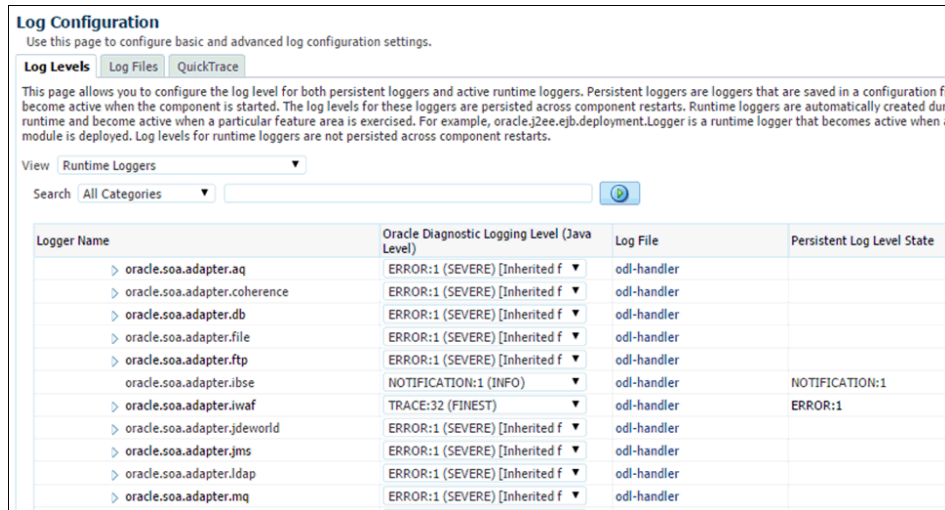 Log Configuration
Use this page to configure basic and advanced log configuration settings.
Log Levels Log Files QuickTrace
This page allows you to configure the log level for both persistent loggers and active runtime loggers. Persistent loggers are loggers that are saved in a configuration
become active when the component is started. The log levels for these loggers are persisted across component restarts. Runtime loggers are automatically created
runtime and become active when a particular feature area is exercised. For example, oracle.j2ee.ejb.deployment.Logger is a runtime logger that becomes active when
module is deployed. Log levels for runtime loggers are not persisted across component restarts.
View Runtime Loggers
Search All Categories
Logger Name Oracle Diagnostic Logging Level (Java Level) Log File Persistent Log Level State
oracle.soa.adapter.aq ERROR:1 (SEVERE) [Inherited f odl-handler
oracle.soa.adapter.coherence ERROR:1 (SEVERE) [Inherited f odl-handler
oracle.soa.adapter.db ERROR:1 (SEVERE) [Inherited f odl-handler
oracle.soa.adapter.file ERROR:1 (SEVERE) [Inherited f odl-handler
oracle.soa.adapter.ftp ERROR:1 (SEVERE) [Inherited f odl-handler
oracle.soa.adapter.ibse NOTIFICATION:1 (INFO) odl-handler NOTIFICATION:1
oracle.soa.adapter.iwaf TRACE:32 (FINEST) odl-handler ERROR:1
oracle.soa.adapter.jdeworld ERROR:1 (SEVERE) [Inherited f odl-handler
oracle.soa.adapter.jms ERROR:1 (SEVERE) [Inherited f odl-handler
oracle.soa.adapter.ldap ERROR:1 (SEVERE) [Inherited f odl-handler
oracle.soa.adapter.mq ERROR:1 (SEVERE) [Inherited f odl-handler